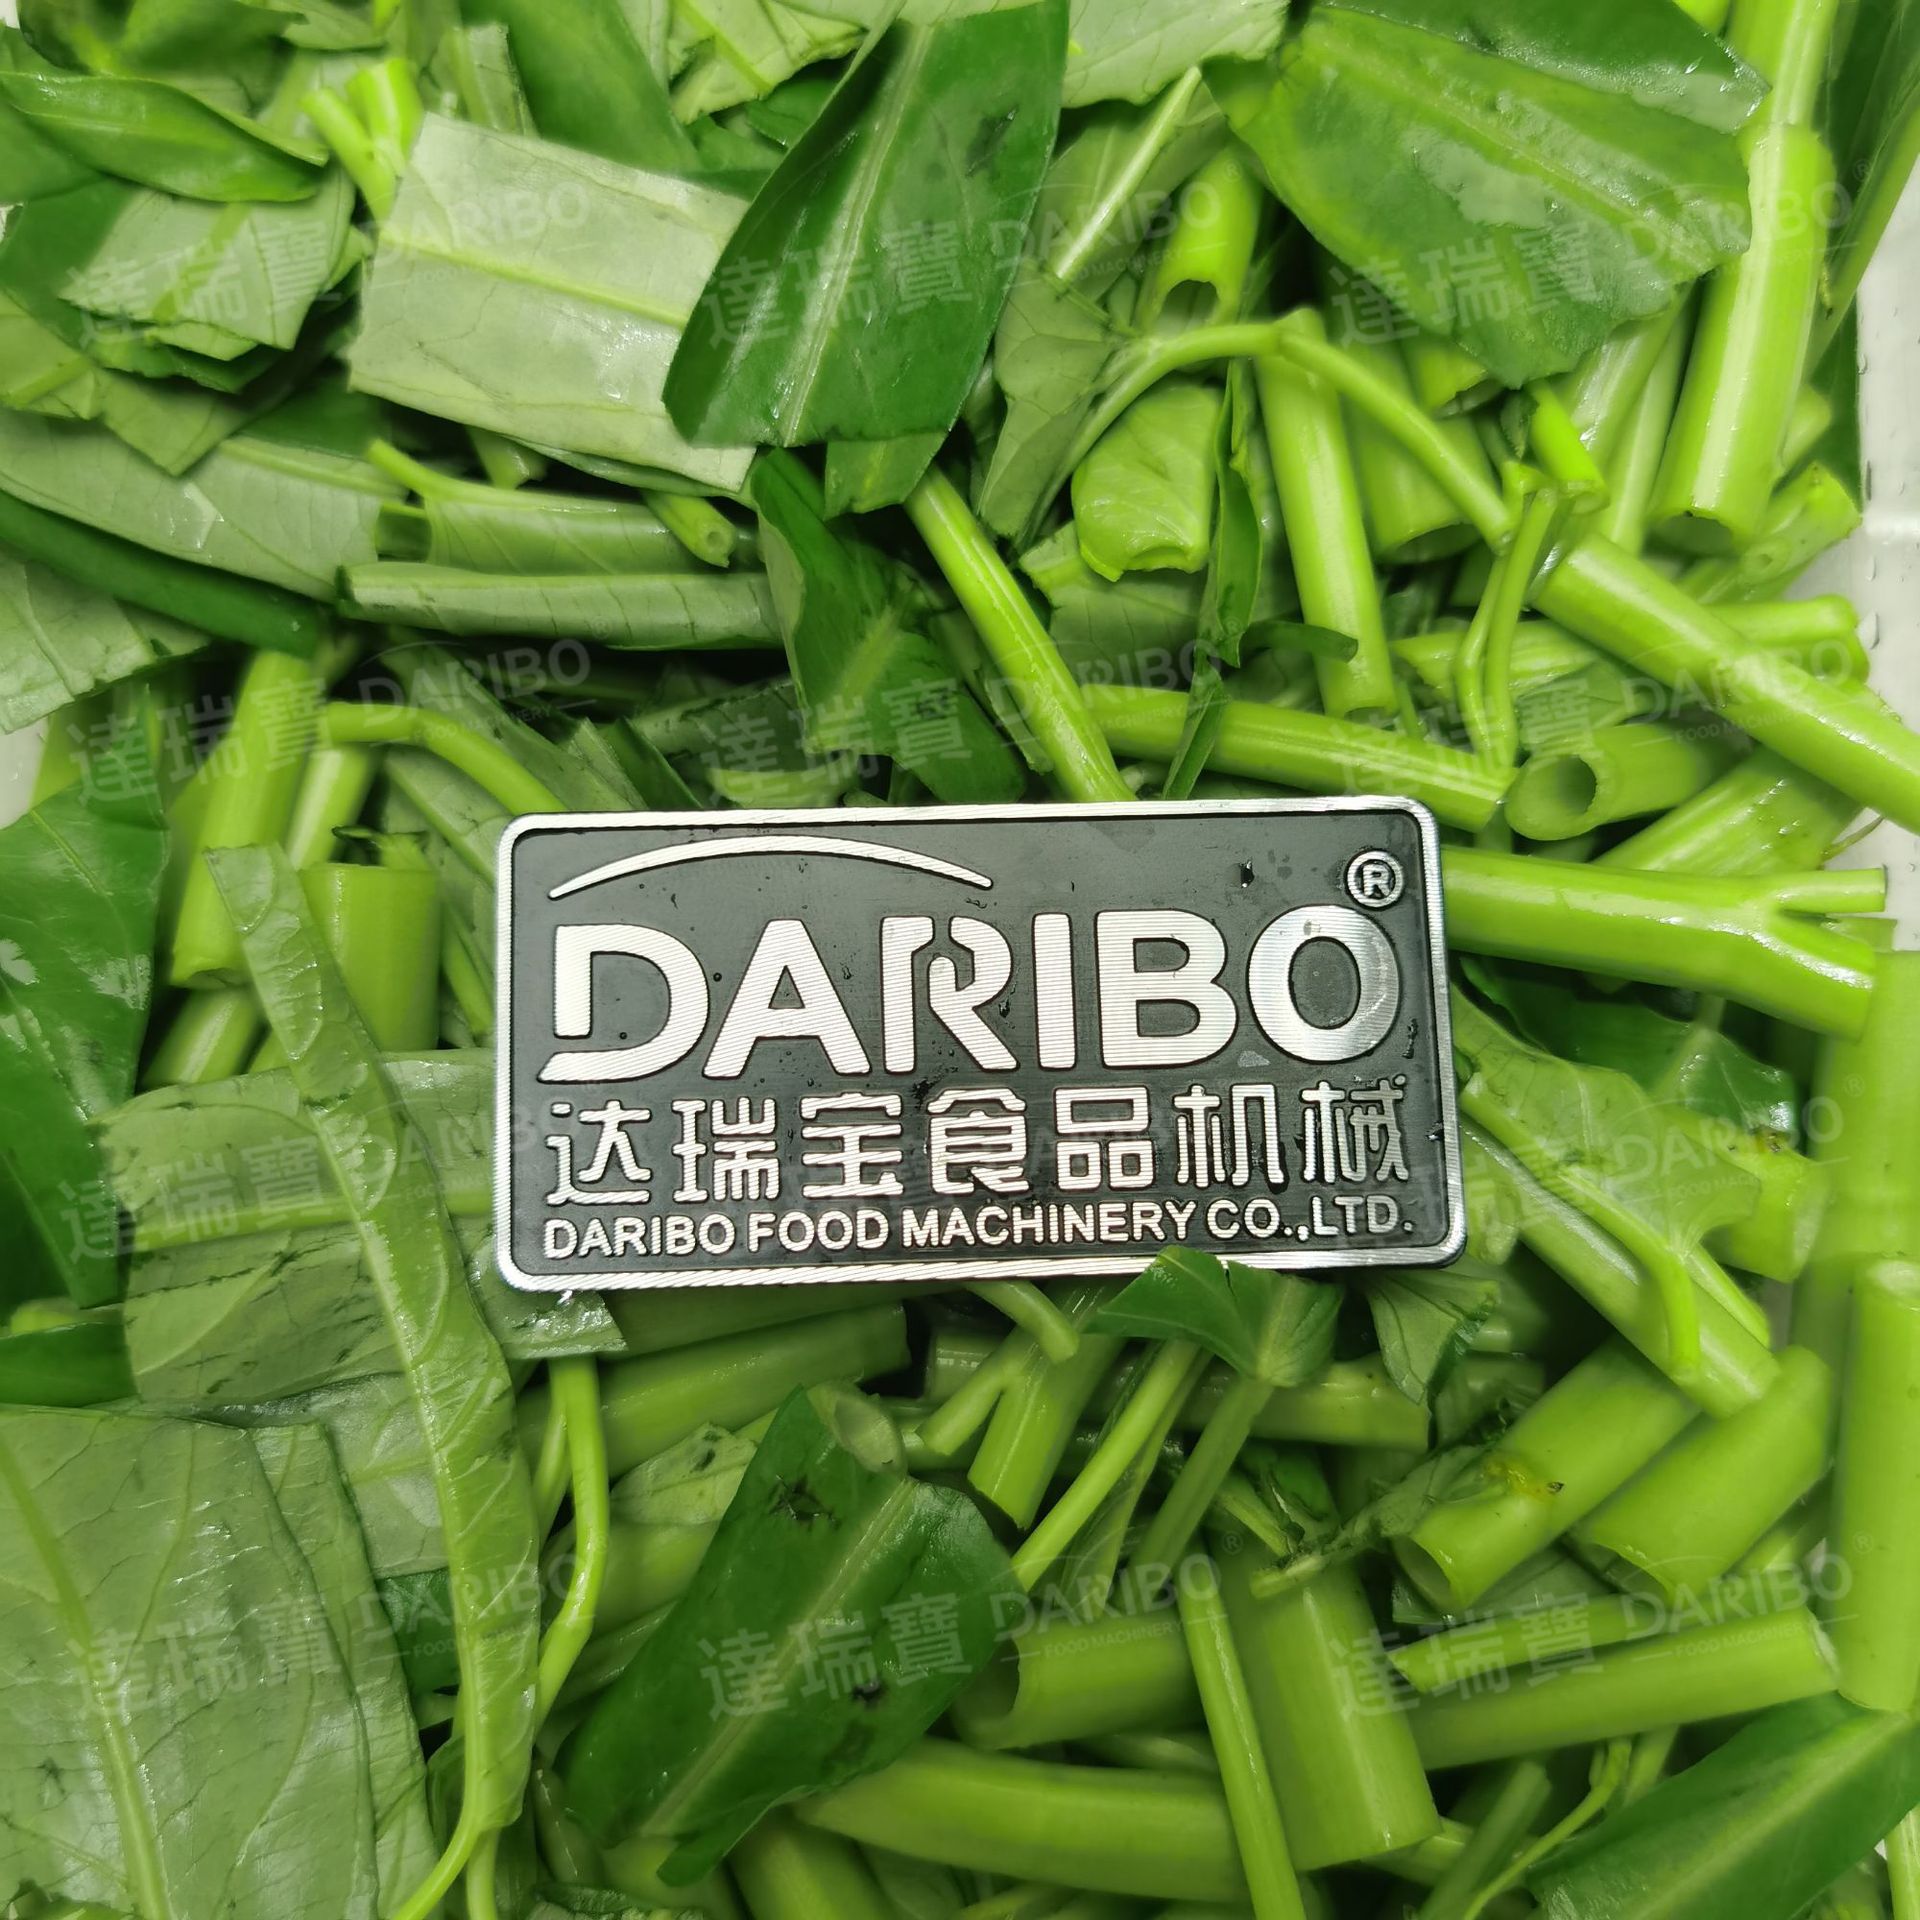 DARIBO®
达瑞宝食品机械
DARIBO FOOD MACHINERY CO.,LTD.
達瑞寶 DARIBO®
FOOD MACHINERY